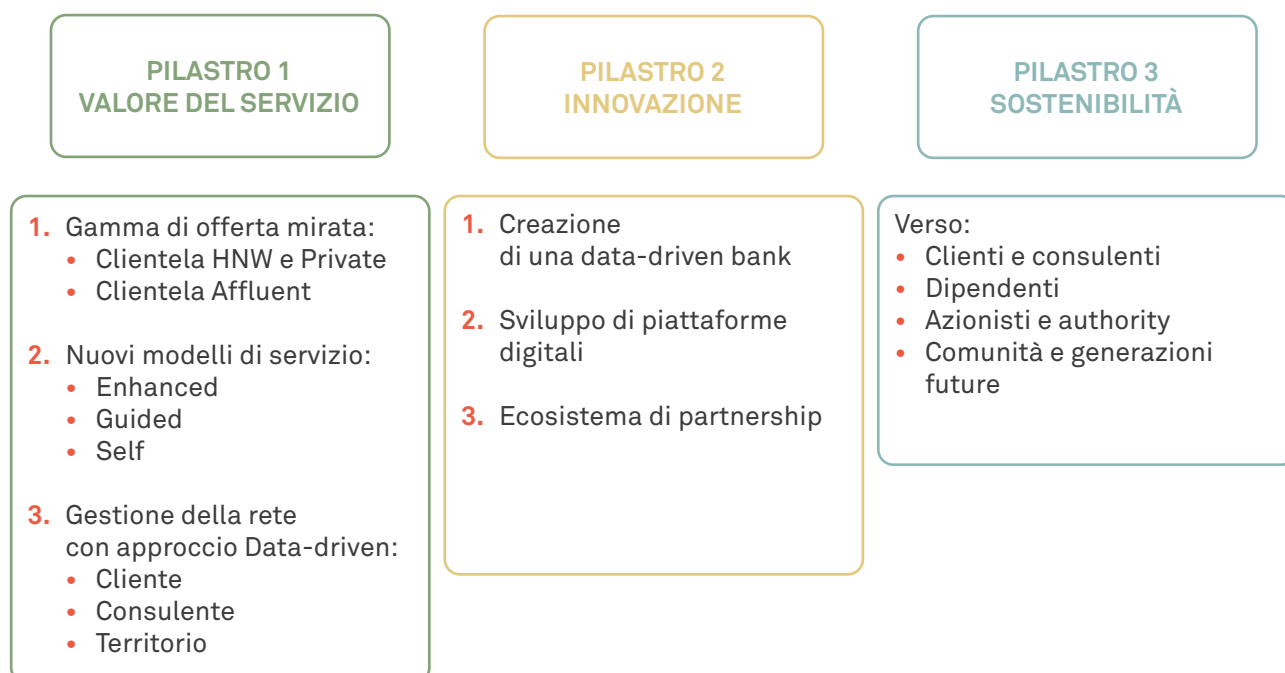 PILASTRO 1
VALORE DEL SERVIZIO
1. Gamma di offerta mirata:
• Clientela HNW e Private
• Clientela Affluent
2. Nuovi modelli di servizio:
• Enhanced
• Guided
• Self
3. Gestione della rete
con approccio Data-driven:
• Cliente
• Consulente
• Territorio
PILASTRO 2
INNOVAZIONE
1. Creazione
di una data-driven bank
2. Sviluppo di piattaforme
digitali
3. Ecosistema di partnership
PILASTRO 3
SOSTENIBILITÀ
Verso:
• Clienti e consulenti
• Dipendenti
• Azionisti e authority
• Comunità e generazioni
future